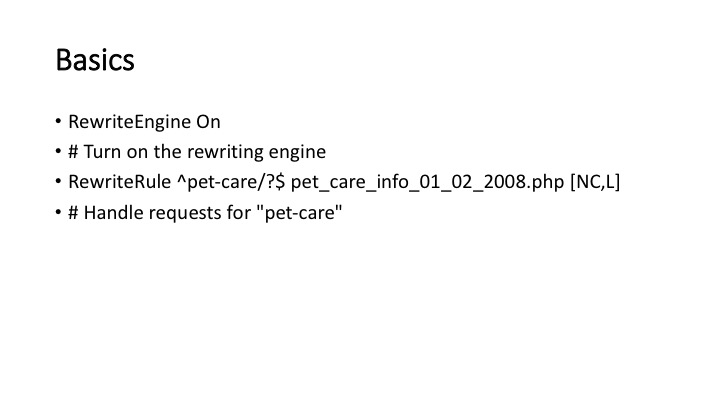 Basics
• RewriteEngine On
• # Turn on the rewriting engine
• RewriteRule ^pet-care/?$ pet_care_info_01_02_2008.php [NC,L]
• # Handle requests for "pet-care"